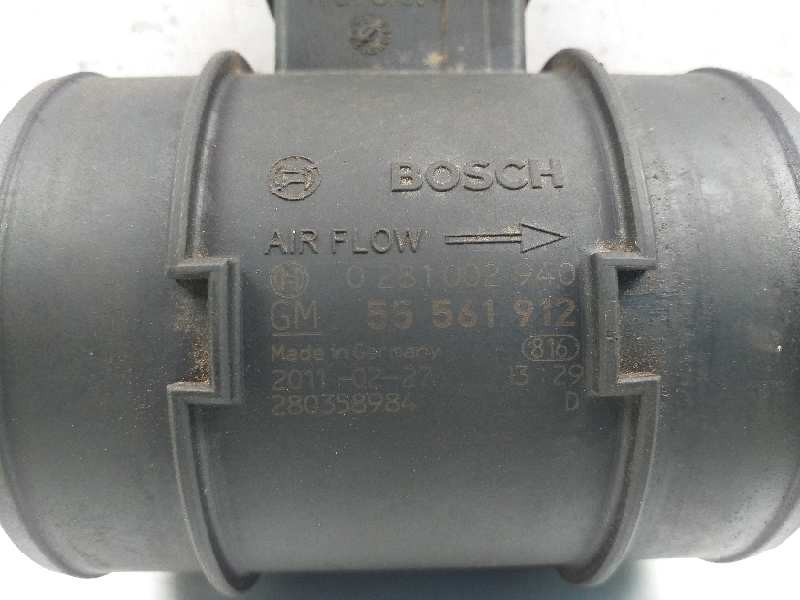 BOSCH
AIR FLOW
0 281 002 940
GM 55 561 912
Made in Germany 816
2011-02-27 13 29
280358984 D